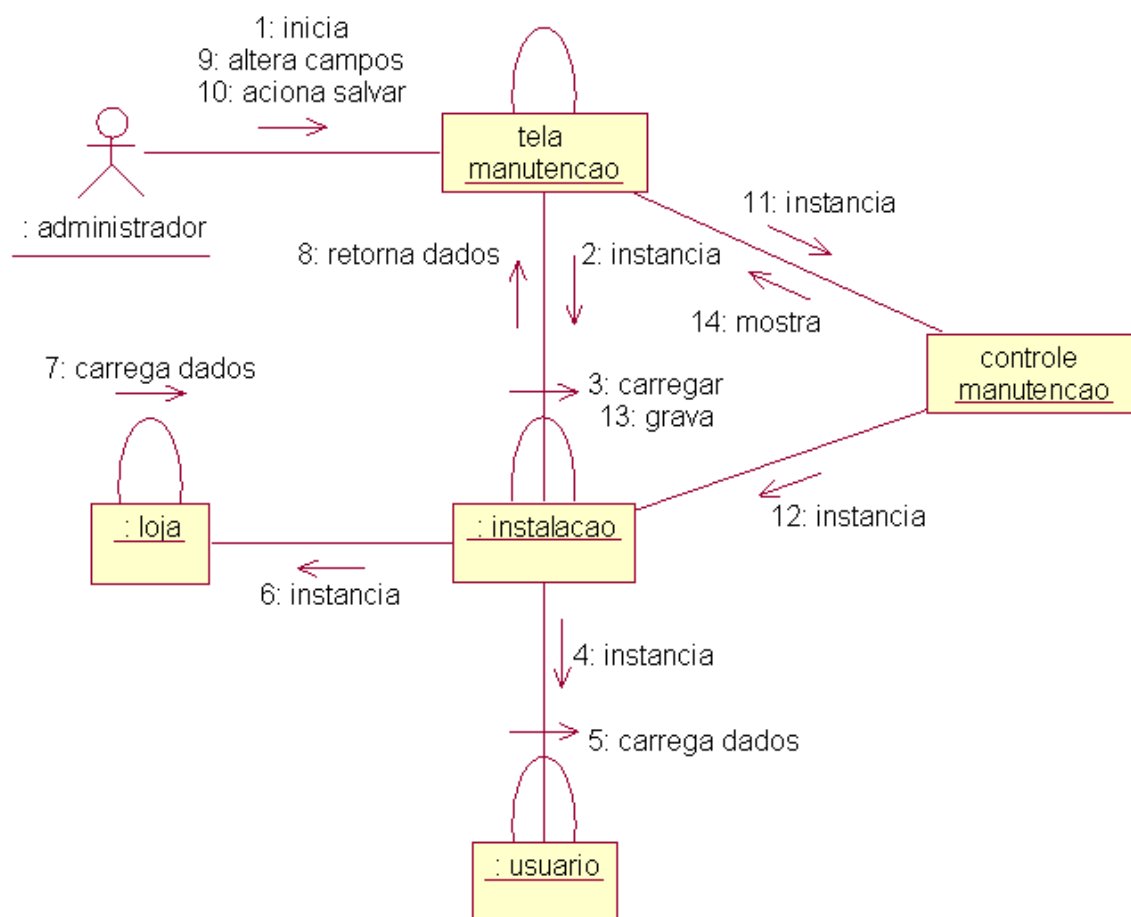 1: inicia
9: altera campos
10: aciona salvar
tela
manutencao
: administrador
11: instancia
8: retorna dados
2: instancia
14: mostra
controle
manutencao
7: carrega dados
3: carregar
13: grava
: loja
: instalacao
12: instancia
6: instancia
4: instancia
5: carrega dados
: usuario